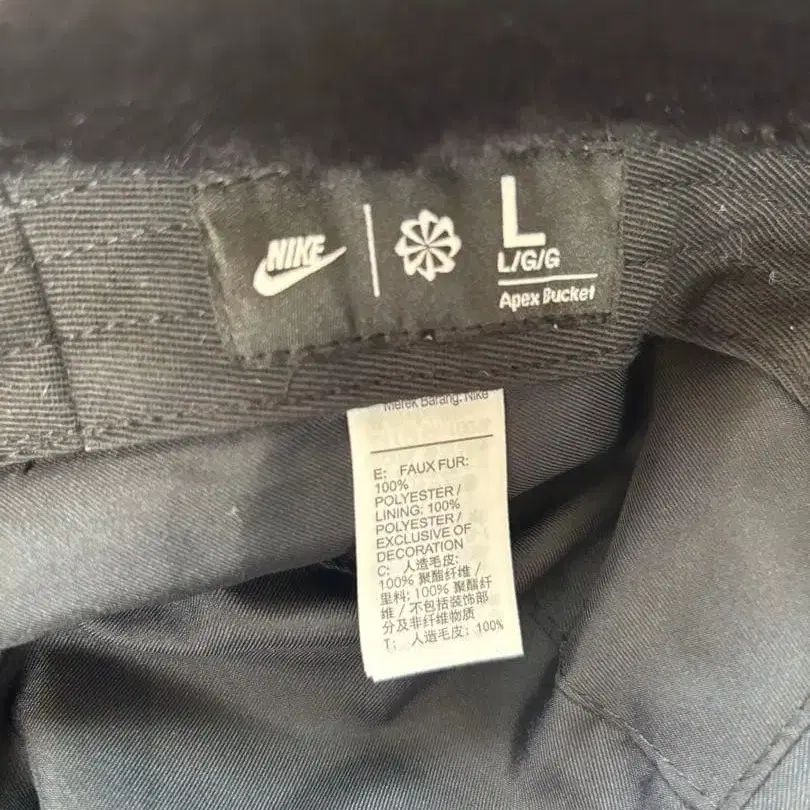 NIKE
L
L/G/G
Apex Bucket
Merek Barang: Nike
E: FAUX FUR:
100%
POLYESTER /
LINING: 100%
POLYESTER /
EXCLUSIVE OF
DECORATION
C: 人造毛皮:
100% 聚酯纤维 /
里料: 100% 聚酯纤
维 / 不包括装饰部
分及非纤维物质
T: 人造毛皮: 100%